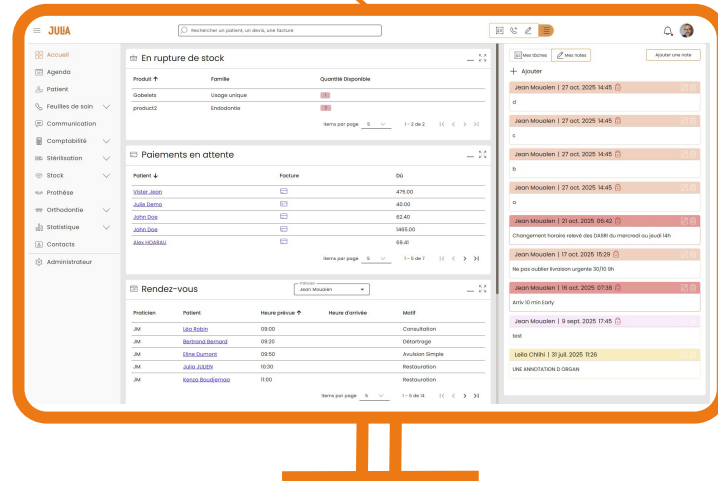 JULIA
Rechercher un patient, un devis, une facture
Accueil
Agenda
Patient
Feuilles de soin
Communication
Comptabilité
Stérilisation
Stock
Prothèse
Orthodontie
Statistique
Contacts
Administrateur
En rupture de stock
Produit Famille Quantité Disponible
Gobelets Usage unique 1
product2 Endodontie
Items par page 5 1 - 2 de 2
Paiements en attente
Patient Facture Dû
Vister Jean 475.00
Julie Dema 40.00
John Doe 62.40
John Doe 1465.00
Alex HOARAU 69.41
Items par page 5 1 - 5 de 7
Rendez-vous
Praticien
Jean Moualen
Praticien Patient Heure prévue Heure d'arrivée Motif
JM Léa Robin 09:00 Consultation
JM Bertrand Bernard 09:20 Détartrage
JM Eline Dumont 09:50 Avulsion Simple
JM Julia JULIEN 10:30 Restauration
JM Kenza Boudjemaa 11:00 Restauration
Items par page 5 1 - 5 de 14
Mes tâches Mes notes Ajouter une note
Ajouter
Jean Moualen | 27 oct. 2025 14:45
d
Jean Moualen | 27 oct. 2025 14:45
c
Jean Moualen | 27 oct. 2025 14:45
b
Jean Moualen | 27 oct. 2025 14:45
a
Jean Moualen | 21 oct. 2025 06:42
Changement horaire relevé des DASRI du mercredi au jeudi 14h
Jean Moualen | 17 oct. 2025 15:29
Ne pas oublier livraison urgente 30/10 9h
Jean Moualen | 16 oct. 2025 07:38
Arriv 10 min Early
Jean Moualen | 9 sept. 2025 17:45
test
Leila Chlihi | 31 juil. 2025 11:26
UNE ANNOTATION D ORGAN